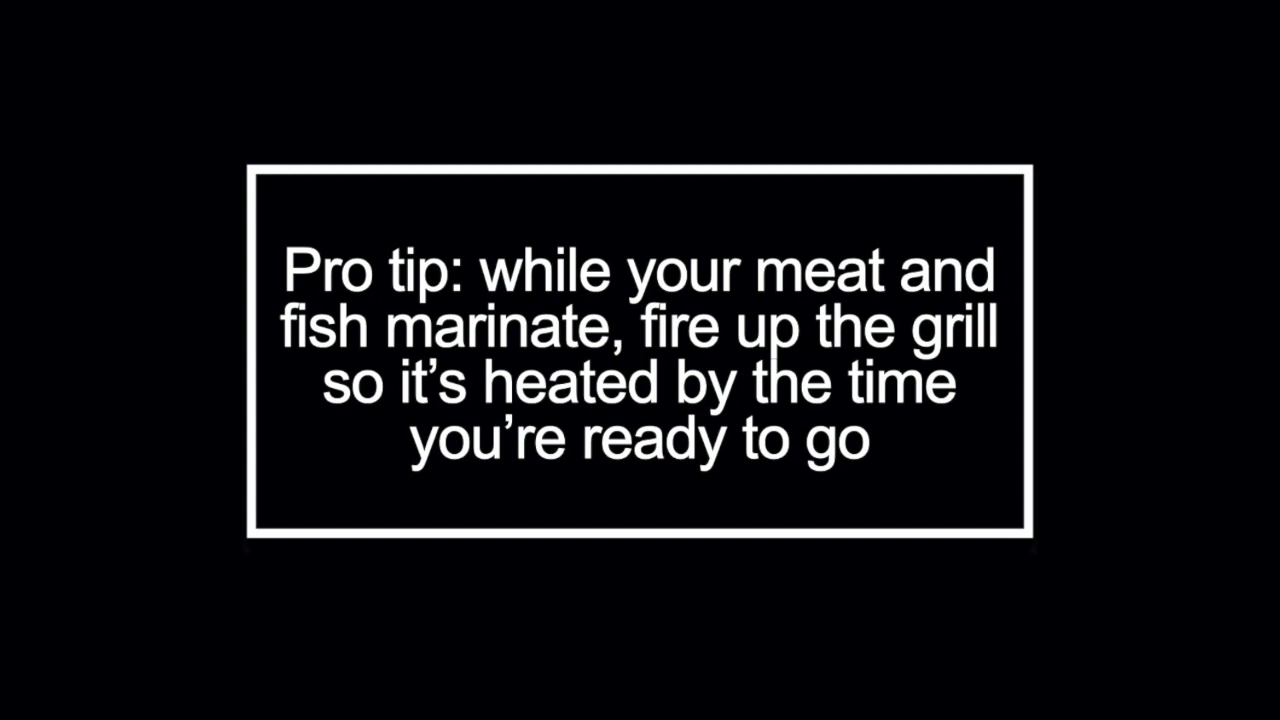 Pro tip: while your meat and
fish marinate, fire up the grill
so it’s heated by the time
you’re ready to go